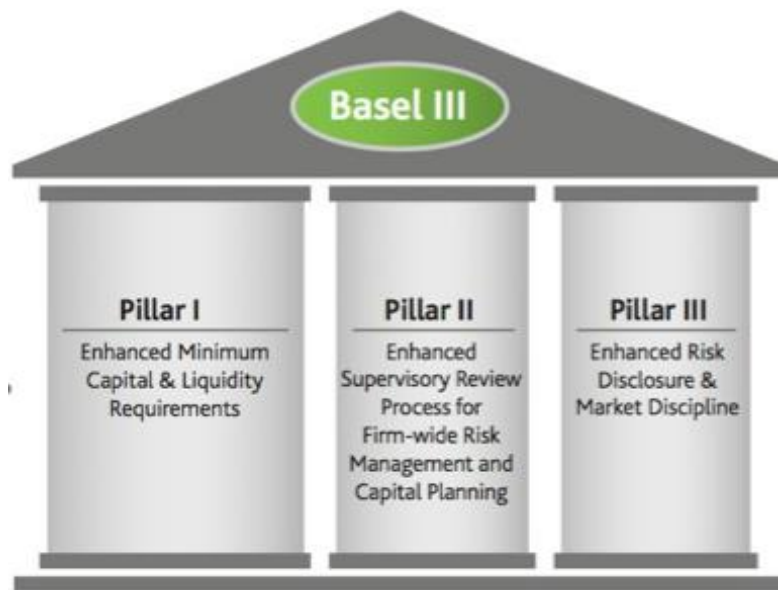 Basel III
Pillar I
Enhanced Minimum
Capital & Liquidity
Requirements
Pillar II
Enhanced
Supervisory Review
Process for
Firm-wide Risk
Management and
Capital Planning
Pillar III
Enhanced Risk
Disclosure &
Market Discipline